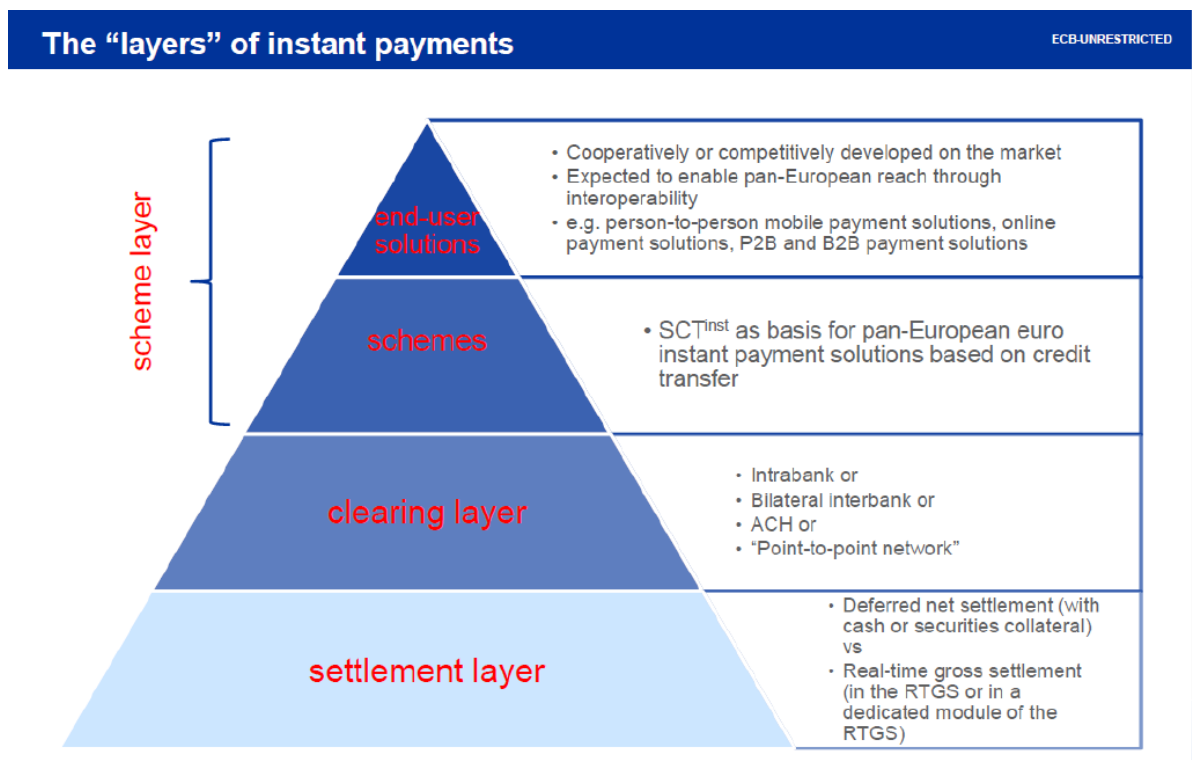 The “layers” of instant payments
ECB-UNRESTRICTED
scheme layer
end-user
solutions
• Cooperatively or competitively developed on the market
• Expected to enable pan-European reach through
interoperability
• e.g. person-to-person mobile payment solutions, online
payment solutions, P2B and B2B payment solutions
schemes
• SCTinst as basis for pan-European euro
instant payment solutions based on credit
transfer
clearing layer
• Intrabank or
• Bilateral interbank or
• ACH or
• “Point-to-point network”
settlement layer
• Deferred net settlement (with
cash or securities collateral)
vs
• Real-time gross settlement
(in the RTGS or in a
dedicated module of the
RTGS)